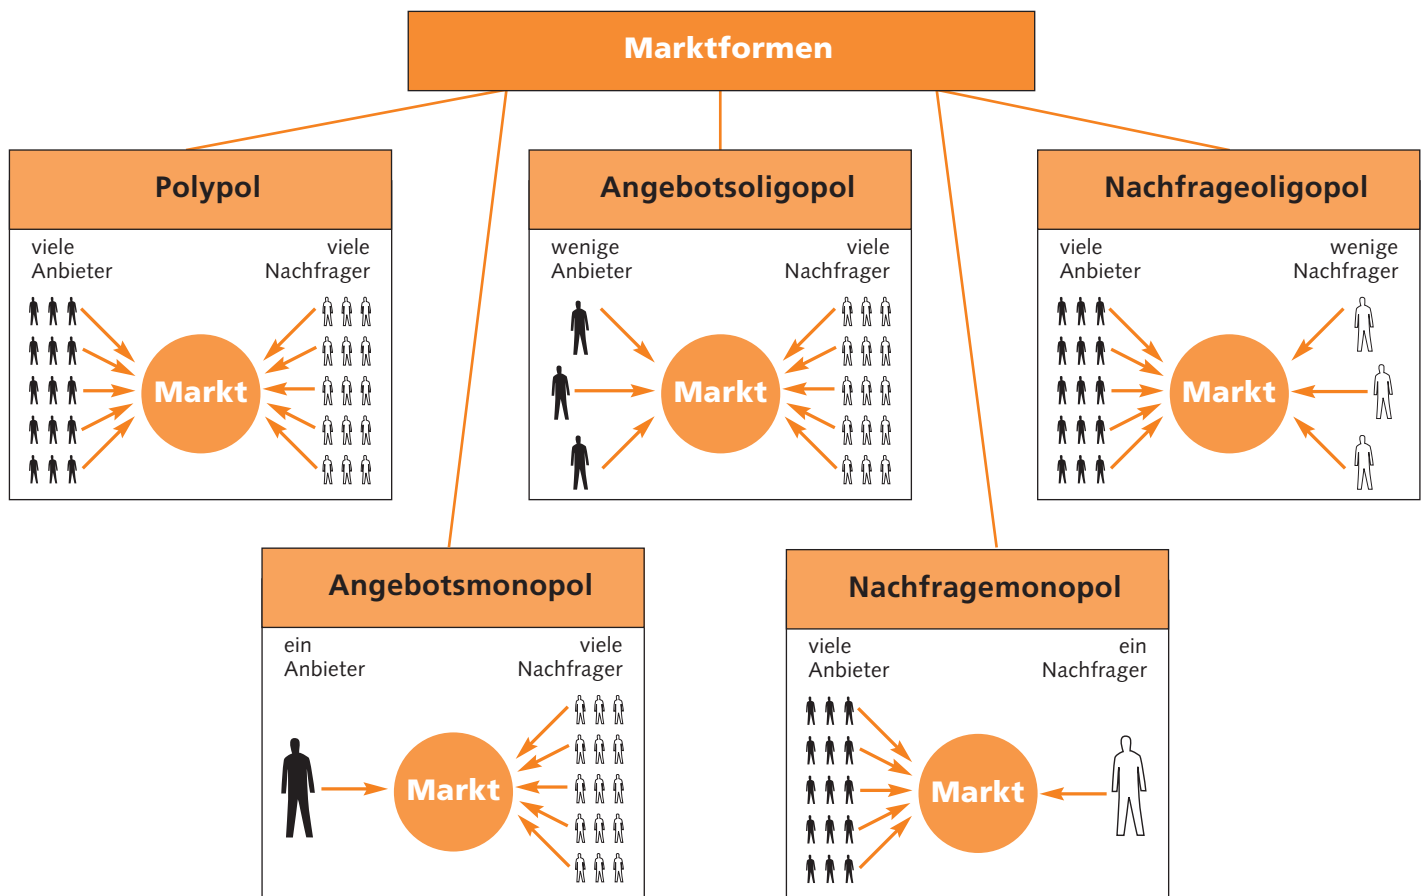 Marktformen
Polypol
viele
Anbieter
viele
Nachfrager
Markt
Angebotsoligopol
wenige
Anbieter
viele
Nachfrager
Markt
Nachfrageoligopol
viele
Anbieter
wenige
Nachfrager
Markt
Angebotsmonopol
ein
Anbieter
viele
Nachfrager
Markt
Nachfragemonopol
viele
Anbieter
ein
Nachfrager
Markt